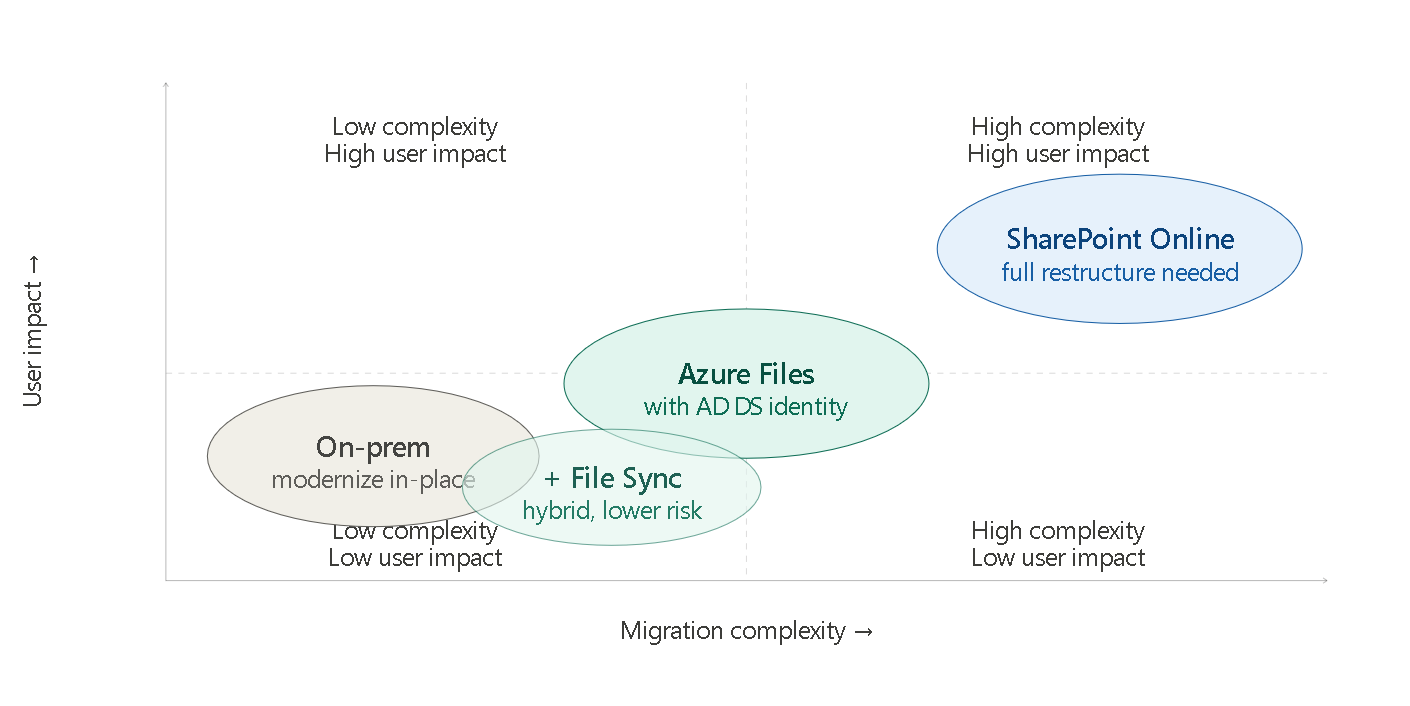 Low complexity
High user impact
High complexity
High user impact
SharePoint Online
full restructure needed
User impact →
Azure Files
with AD DS identity
On-prem
modernize in-place
+ File Sync
hybrid, lower risk
Low complexity
Low user impact
High complexity
Low user impact
Migration complexity →